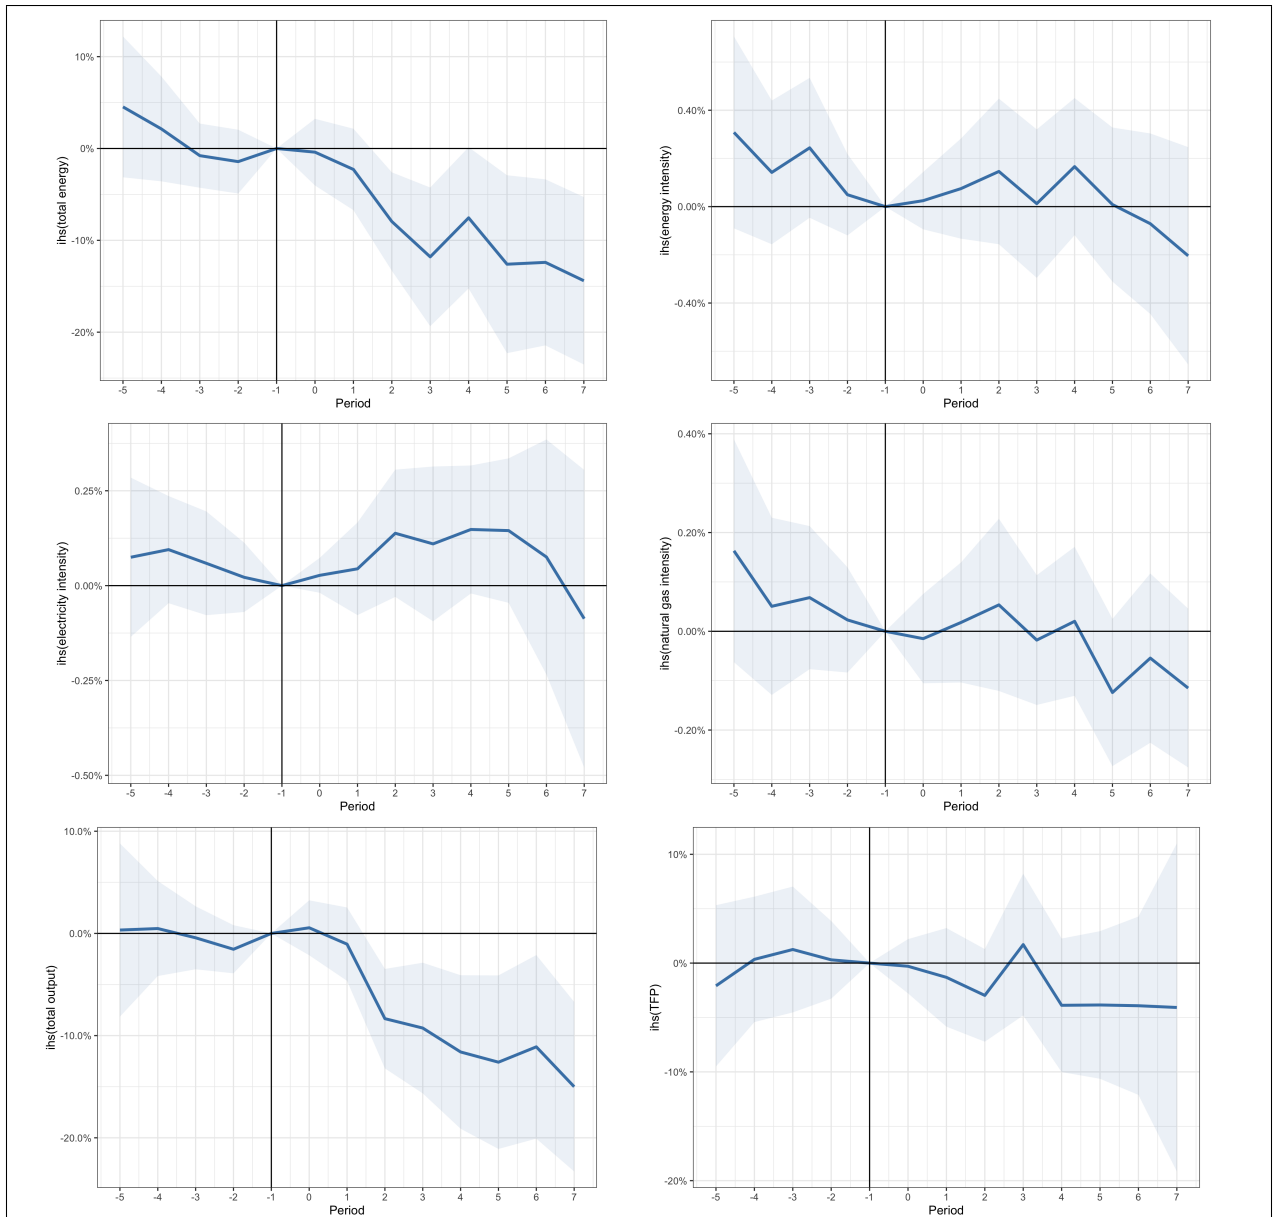 10%
0%
-10%
-20%
ihs(total energy)
-5 -4 -3 -2 -1 0 1 2 3 4 5 6 7
Period
0.40%
0.00%
-0.40%
ihs(energy intensity)
-5 -4 -3 -2 -1 0 1 2 3 4 5 6 7
Period
0.25%
0.00%
-0.25%
-0.50%
ihs(electricity intensity)
-5 -4 -3 -2 -1 0 1 2 3 4 5 6 7
Period
0.40%
0.20%
0.00%
-0.20%
ihs(natural gas intensity)
-5 -4 -3 -2 -1 0 1 2 3 4 5 6 7
Period
10.0%
0.0%
-10.0%
-20.0%
ihs(total output)
-5 -4 -3 -2 -1 0 1 2 3 4 5 6 7
Period
10%
0%
-10%
-20%
ihs(TFP)
-5 -4 -3 -2 -1 0 1 2 3 4 5 6 7
Period